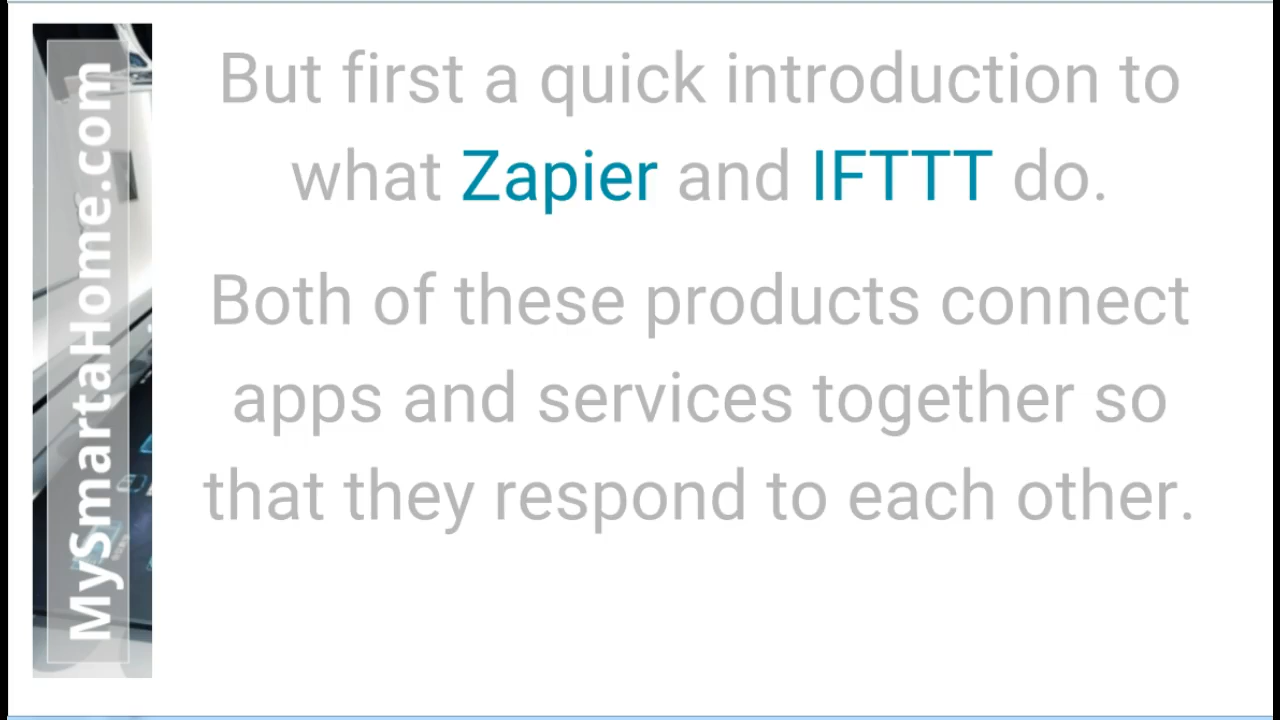 MySmartaHome.com
But first a quick introduction to
what Zapier and IFTTT do.
Both of these products connect
apps and services together so
that they respond to each other.